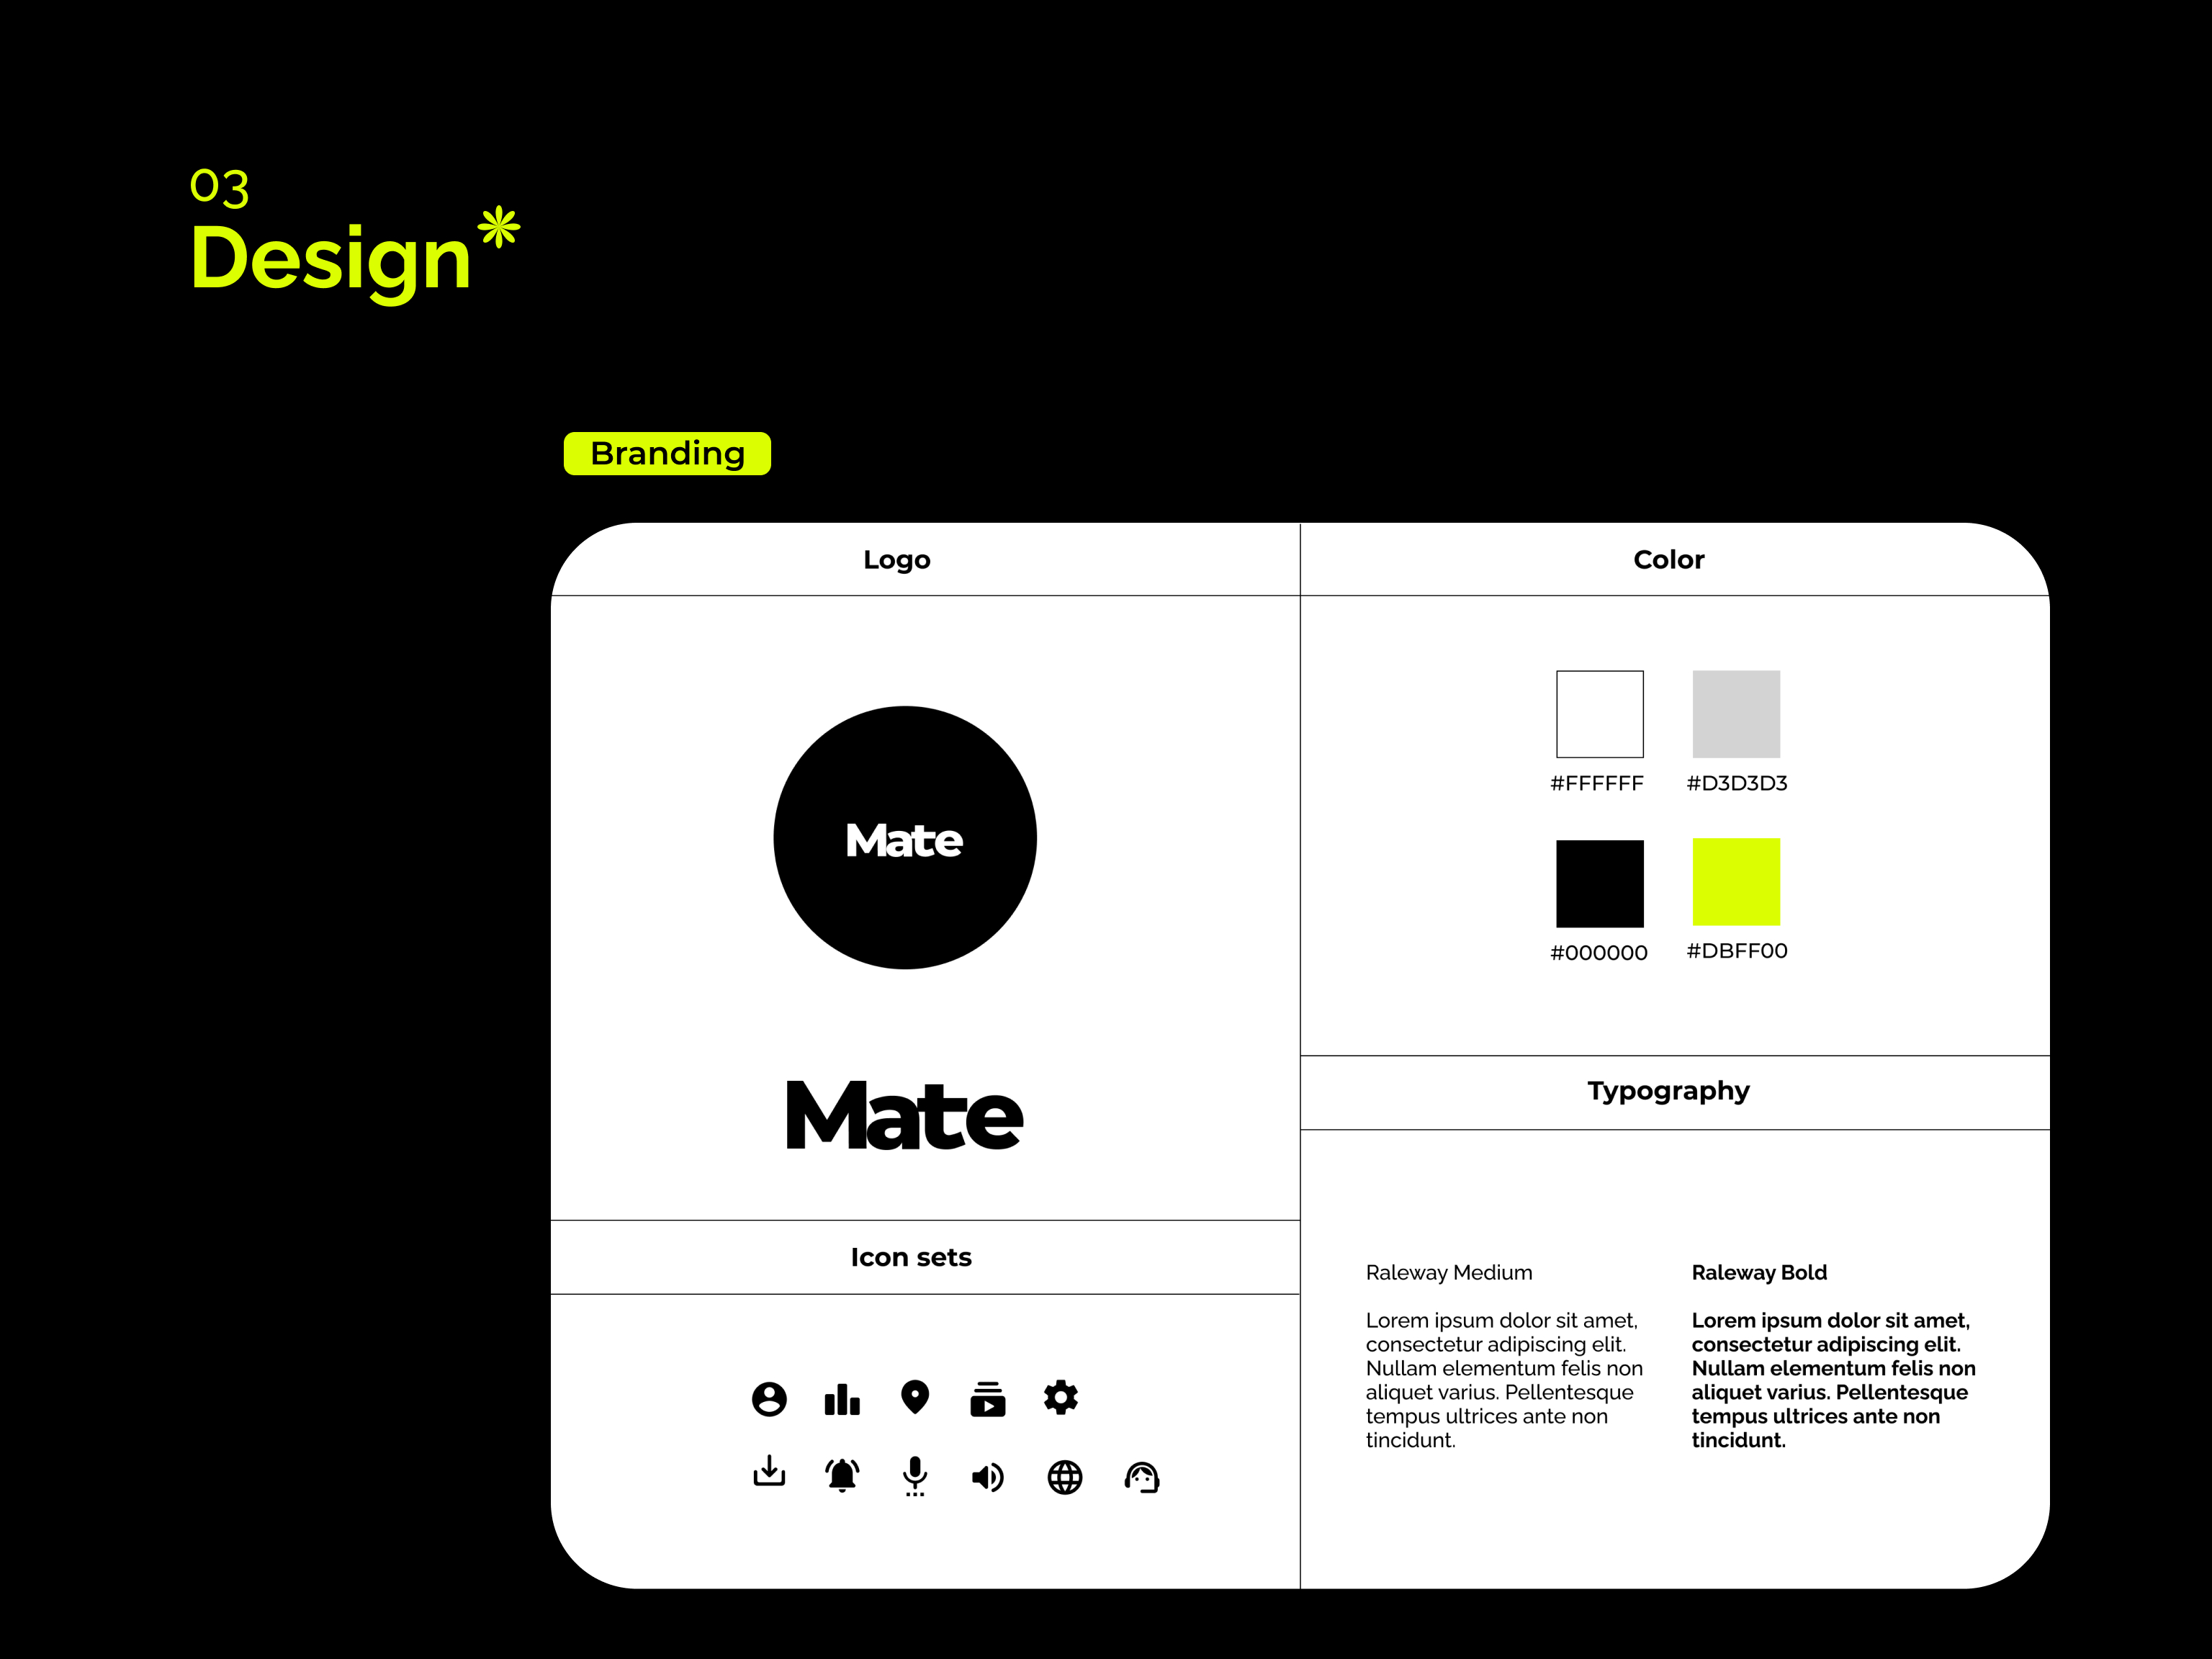 03
Design*
Branding
Logo
Mate
Mate
Icon sets
Color
#FFFFFF
#D3D3D3
#000000
#DBFF00
Typography
Raleway Medium
Lorem ipsum dolor sit amet,
consectetur adipiscing elit.
Nullam elementum felis non
aliquet varius. Pellentesque
tempus ultrices ante non
tincidunt.
Raleway Bold
Lorem ipsum dolor sit amet,
consectetur adipiscing elit.
Nullam elementum felis non
aliquet varius. Pellentesque
tempus ultrices ante non
tincidunt.